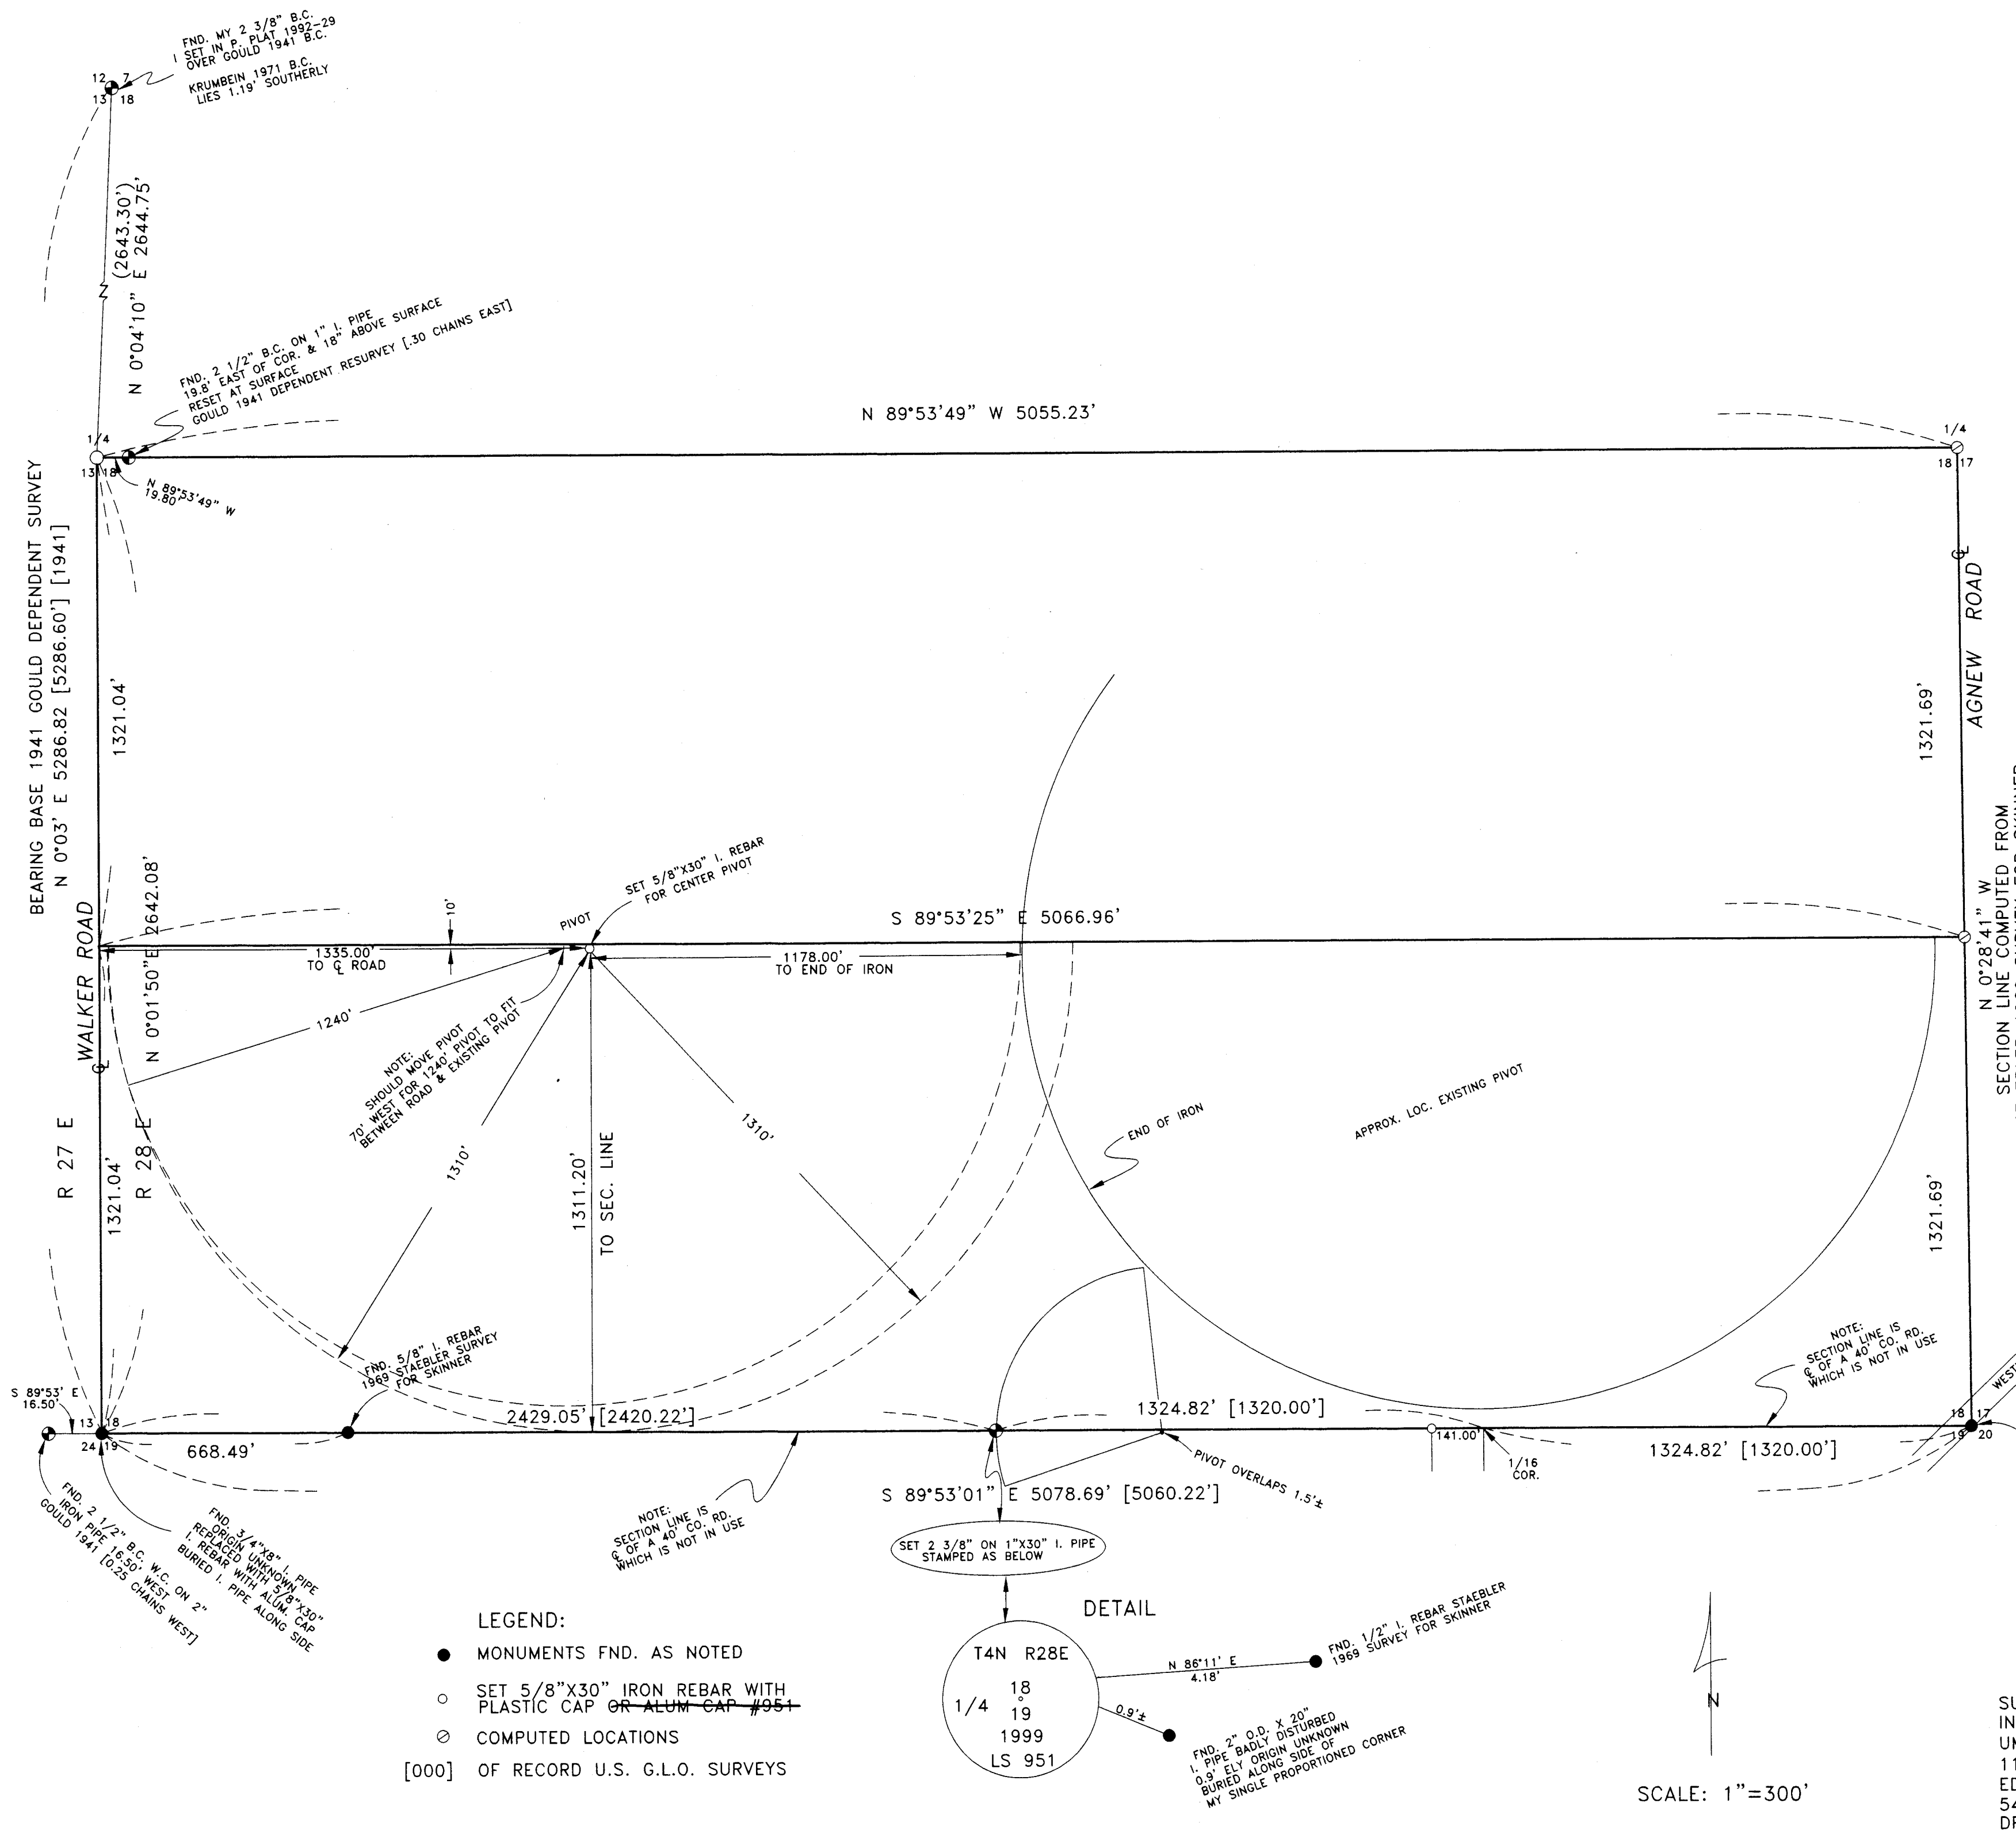 FND. MY 2 3/8" B.C.
I SET IN P. PLAT 1992-29
OVER GOULD 1941 B.C.
KRUMBEIN 1971 B.C.
LIES 1.19' SOUTHERLY
12 7
13 18
(2643.30')
N 0°04'10" E 2644.75'
FND. 2 1/2" B.C. ON 1" I. PIPE
19.8' EAST OF COR. & 18" ABOVE SURFACE
RESET AT SURFACE
GOULD 1941 DEPENDENT RESURVEY [.30 CHAINS EAST]
N 89°53'49" W 5055.23'
1/4
13 18
N 89°53'49" W
19.80'
1/4
18 17
BEARING BASE 1941 GOULD DEPENDENT SURVEY
N 0°03' E 5286.82 [5286.60'] [1941]
1321.04'
℄
AGNEW ROAD
1321.69'
WALKER ROAD
℄
N 0°01'50"E 2642.08'
10'
PIVOT
SET 5/8"X30" I. REBAR
FOR CENTER PIVOT
S 89°53'25" E 5066.96'
1335.00'
TO ℄ ROAD
1178.00'
TO END OF IRON
1240'
NOTE:
SHOULD MOVE PIVOT
70' WEST FOR 1240' PIVOT TO FIT
BETWEEN ROAD & EXISTING PIVOT
1310'
1310'
1311.20'
TO SEC. LINE
END OF IRON
APPROX. LOC. EXISTING PIVOT
N 0°28'41" W
SECTION LINE COMPUTED FROM
R 27 E
R 28 E
1321.04'
1321.69'
FND. 5/8" I. REBAR
1969 STAEBLER SURVEY
FOR SKINNER
NOTE:
SECTION LINE IS
℄ OF A 40' CO. RD.
WHICH IS NOT IN USE
WEST
S 89°53' E
16.50'
13 18
24 19
668.49'
2429.05' [2420.22']
1324.82' [1320.00']
141.00'
1/16
COR.
1324.82' [1320.00']
18 17
19 20
PIVOT OVERLAPS 1.5'±
S 89°53'01" E 5078.69' [5060.22']
NOTE:
SECTION LINE IS
℄ OF A 40' CO. RD.
WHICH IS NOT IN USE
FND. 2 1/2" B.C. W.C. ON 2"
IRON PIPE 16.50' WEST
GOULD 1941 [0.25 CHAINS WEST]
FND. 3/4"X8" I. PIPE
ORIGIN UNKNOWN
REPLACED WITH 5/8"X30"
I. REBAR WITH ALUM. CAP
BURIED I. PIPE ALONG SIDE
SET 2 3/8" ON 1"X30" I. PIPE
STAMPED AS BELOW
DETAIL
T4N R28E
18
1/4
19
1999
LS 951
N 86°11' E
4.18'
FND. 1/2" I. REBAR STAEBLER
1969 SURVEY FOR SKINNER
0.9'±
FND. 2" O.D. X 20"
I. PIPE BADLY DISTURBED
0.9' ELY ORIGIN UNKNOWN
BURIED ALONG SIDE OF
MY SINGLE PROPORTIONED CORNER
LEGEND:
MONUMENTS FND. AS NOTED
SET 5/8"X30" IRON REBAR WITH
PLASTIC CAP OR ALUM CAP #951
COMPUTED LOCATIONS
[000] OF RECORD U.S. G.L.O. SURVEYS
N
SCALE: 1"=300'